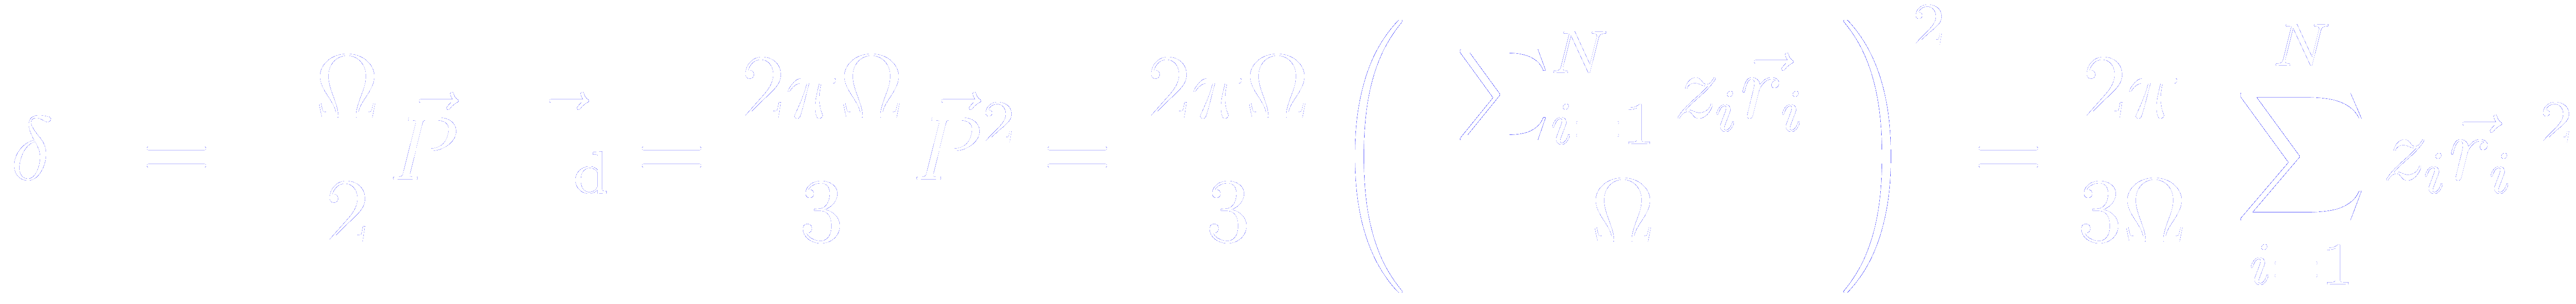 δ = Ω/2 P⃗ ⃗_d = 2πΩ/3 P⃗² = 2πΩ/3 ( ∑_{i=1}^N z_i r⃗_i / Ω )² = 2π/3Ω ∑_{i=1}^N z_i r⃗_i ²